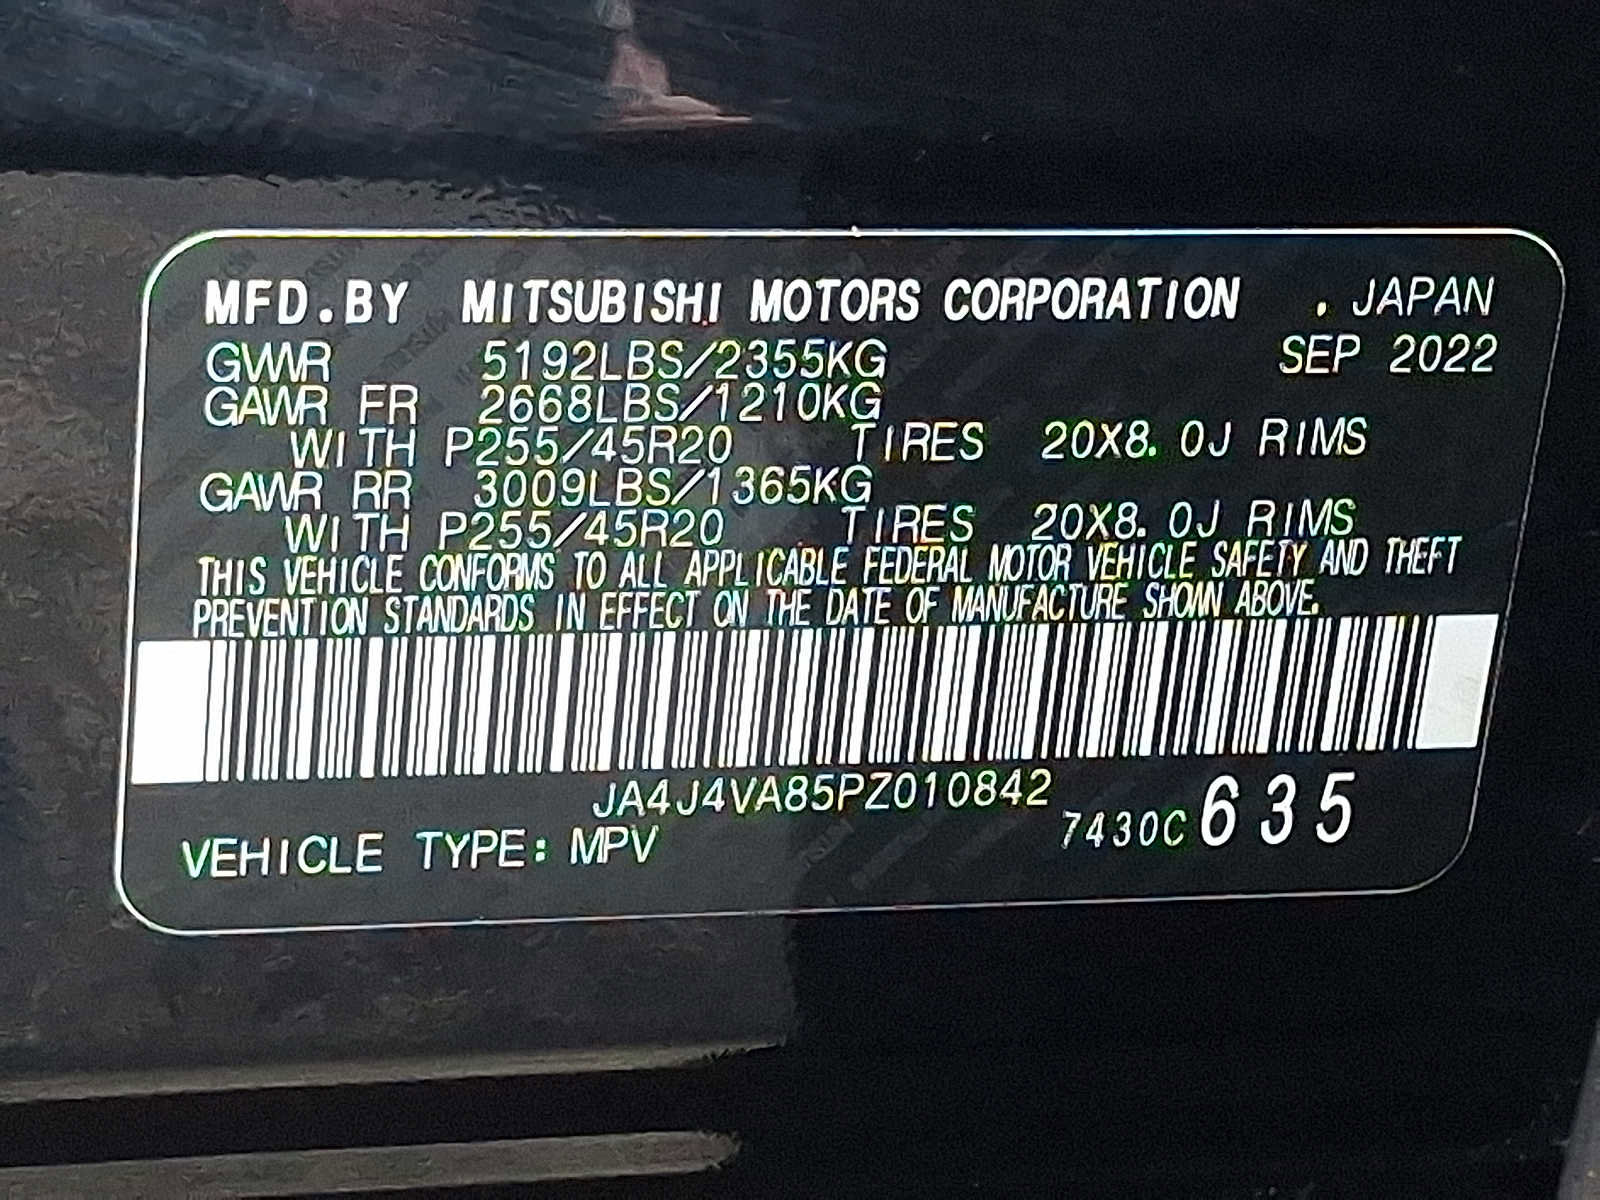 MFD.BY MITSUBISHI MOTORS CORPORATION . JAPAN
GVWR 5192LBS/2355KG SEP 2022
GAWR FR 2668LBS/1210KG
WITH P255/45R20 TIRES 20X8.0J RIMS
GAWR RR 3009LBS/1365KG
WITH P255/45R20 TIRES 20X8.0J RIMS
THIS VEHICLE CONFORMS TO ALL APPLICABLE FEDERAL MOTOR VEHICLE SAFETY AND THEFT
PREVENTION STANDARDS IN EFFECT ON THE DATE OF MANUFACTURE SHOWN ABOVE.
JA4J4VA85PZ010842
VEHICLE TYPE: MPV 7430C 635